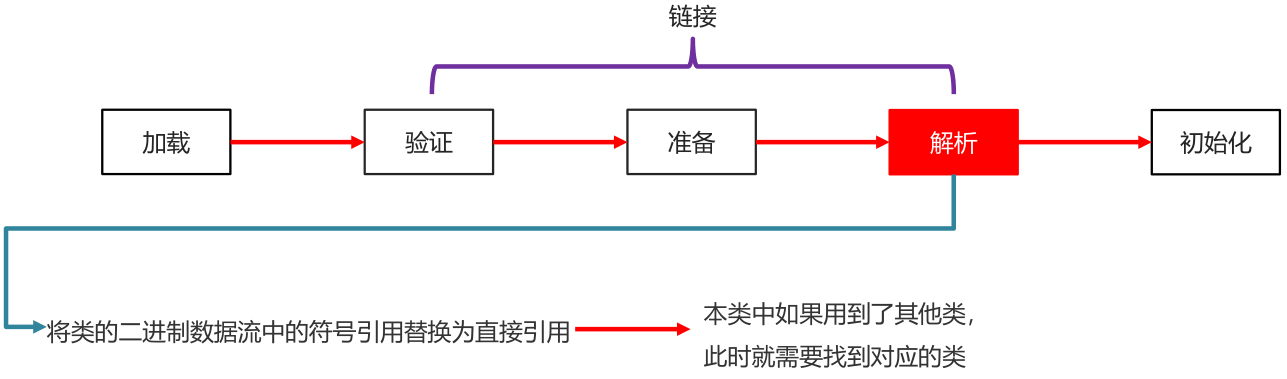 链接
加载
验证
准备
解析
初始化
将类的二进制数据流中的符号引用替换为直接引用
本类中如果用到了其他类，
此时就需要找到对应的类